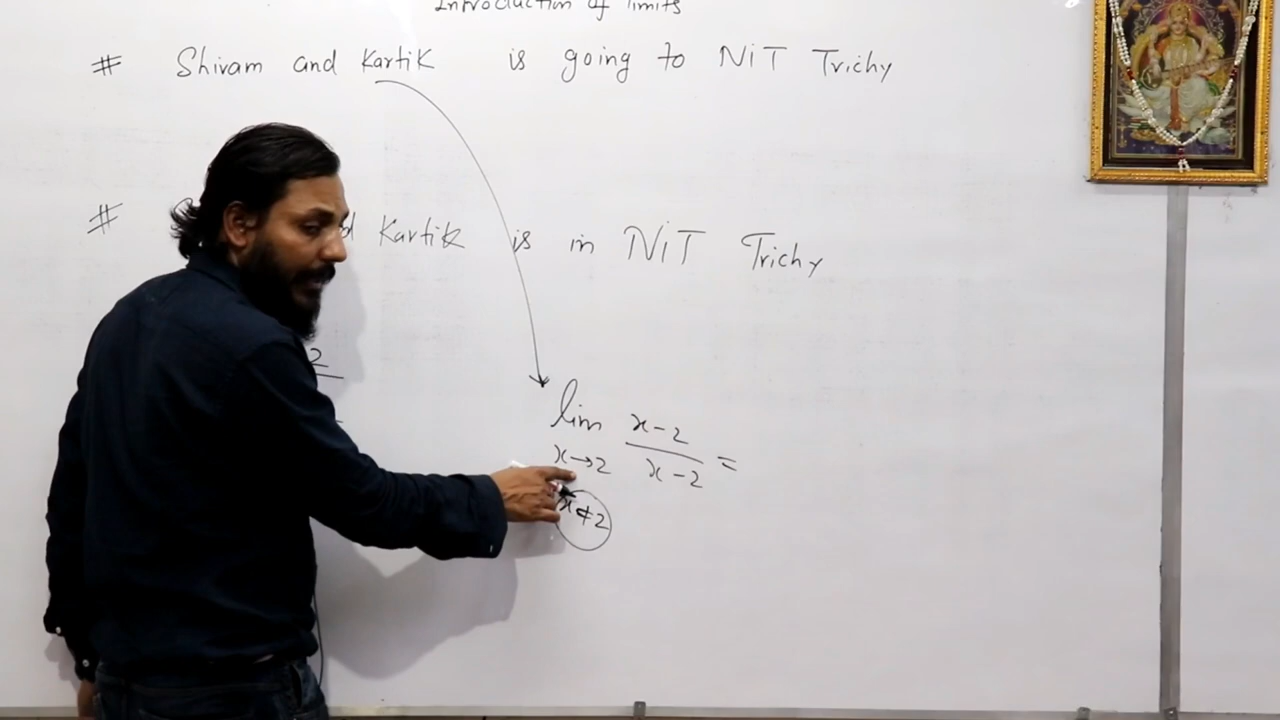 Introduction of limits
# Shivam and Kartik is going to NiT Trichy
# Kartik is in NiT Trichy
2
lim x-2
x→2 x-2 =
x≠2